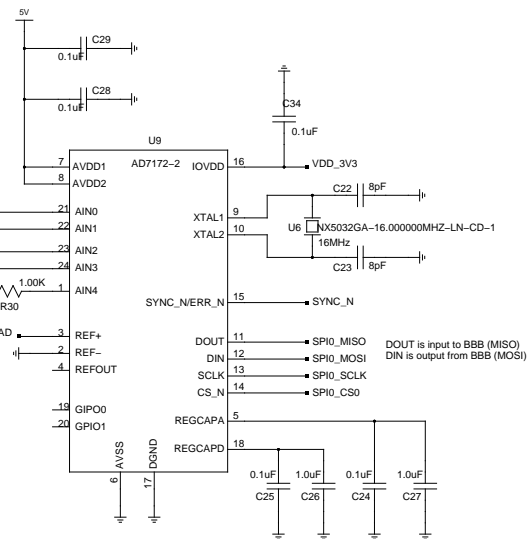 5V
C29
0.1uF
C28
0.1uF
C34
0.1uF
U9
AD7172-2
7 AVDD1
8 AVDD2
IOVDD 16 VDD_3V3
21 AIN0
22 AIN1
23 AIN2
24 AIN3
1.00K
R30
1 AIN4
XTAL1 9
XTAL2 10
C22 8pF
U6 NX5032GA-16.000000MHZ-LN-CD-1
16MHz
C23 8pF
SYNC_N/ERR_N 15 SYNC_N
AD 3 REF+
2 REF-
4 REFOUT
DOUT 11 SPI0_MISO
DIN 12 SPI0_MOSI
SCLK 13 SPI0_SCLK
CS_N 14 SPI0_CS0
DOUT is input to BBB (MISO)
DIN is output from BBB (MOSI)
19 GIPO0
20 GPIO1
REGCAPA 5
REGCAPD 18
AVSS 6
DGND 17
0.1uF 1.0uF 0.1uF 1.0uF
C25 C26 C24 C27